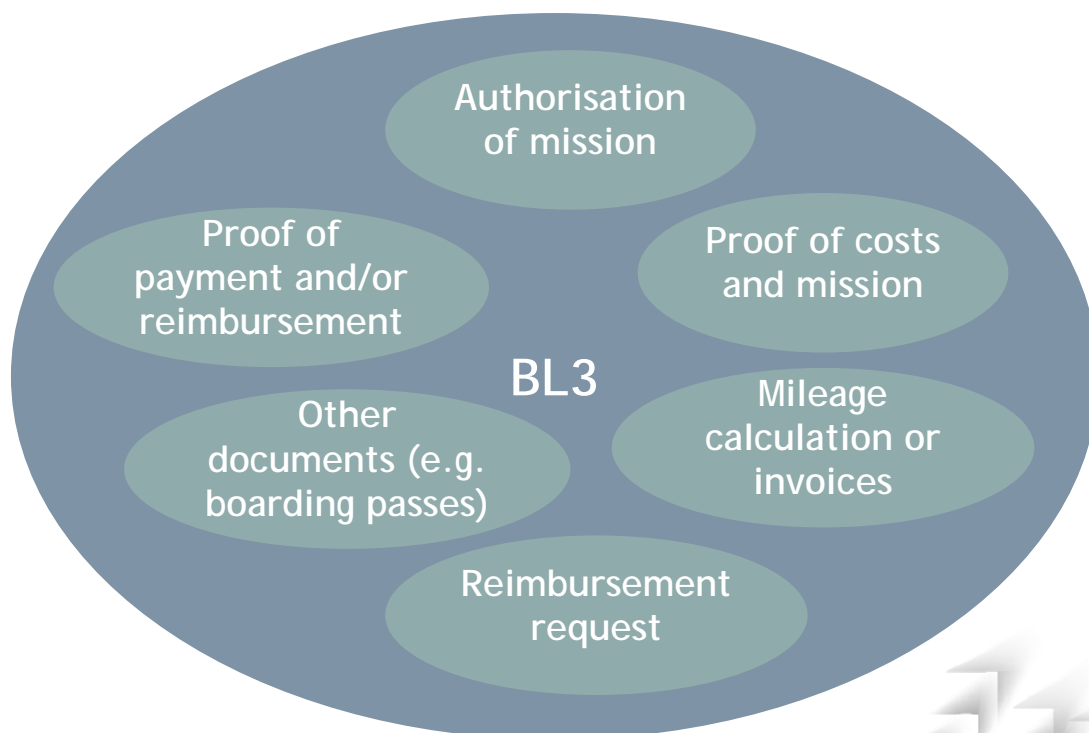 Authorisation
of mission
Proof of
payment and/or
reimbursement
Proof of costs
and mission
BL3
Other
documents (e.g.
boarding passes)
Mileage
calculation or
invoices
Reimbursement
request